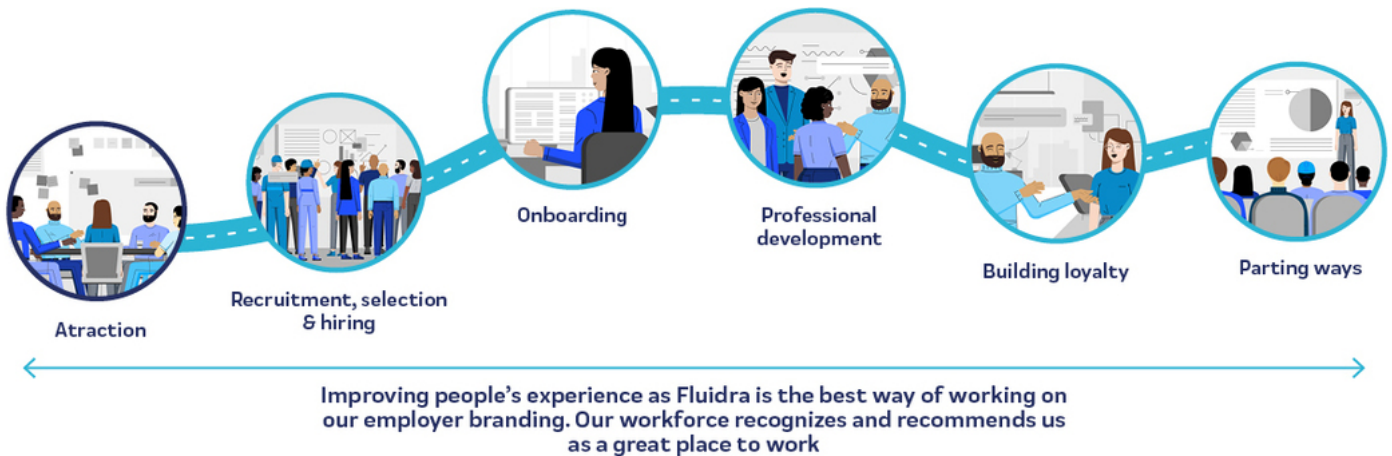 Atraction
Recruitment, selection
& hiring
Onboarding
Professional
development
Building loyalty
Parting ways
Improving people's experience as Fluidra is the best way of working on
our employer branding. Our workforce recognizes and recommends us
as a great place to work